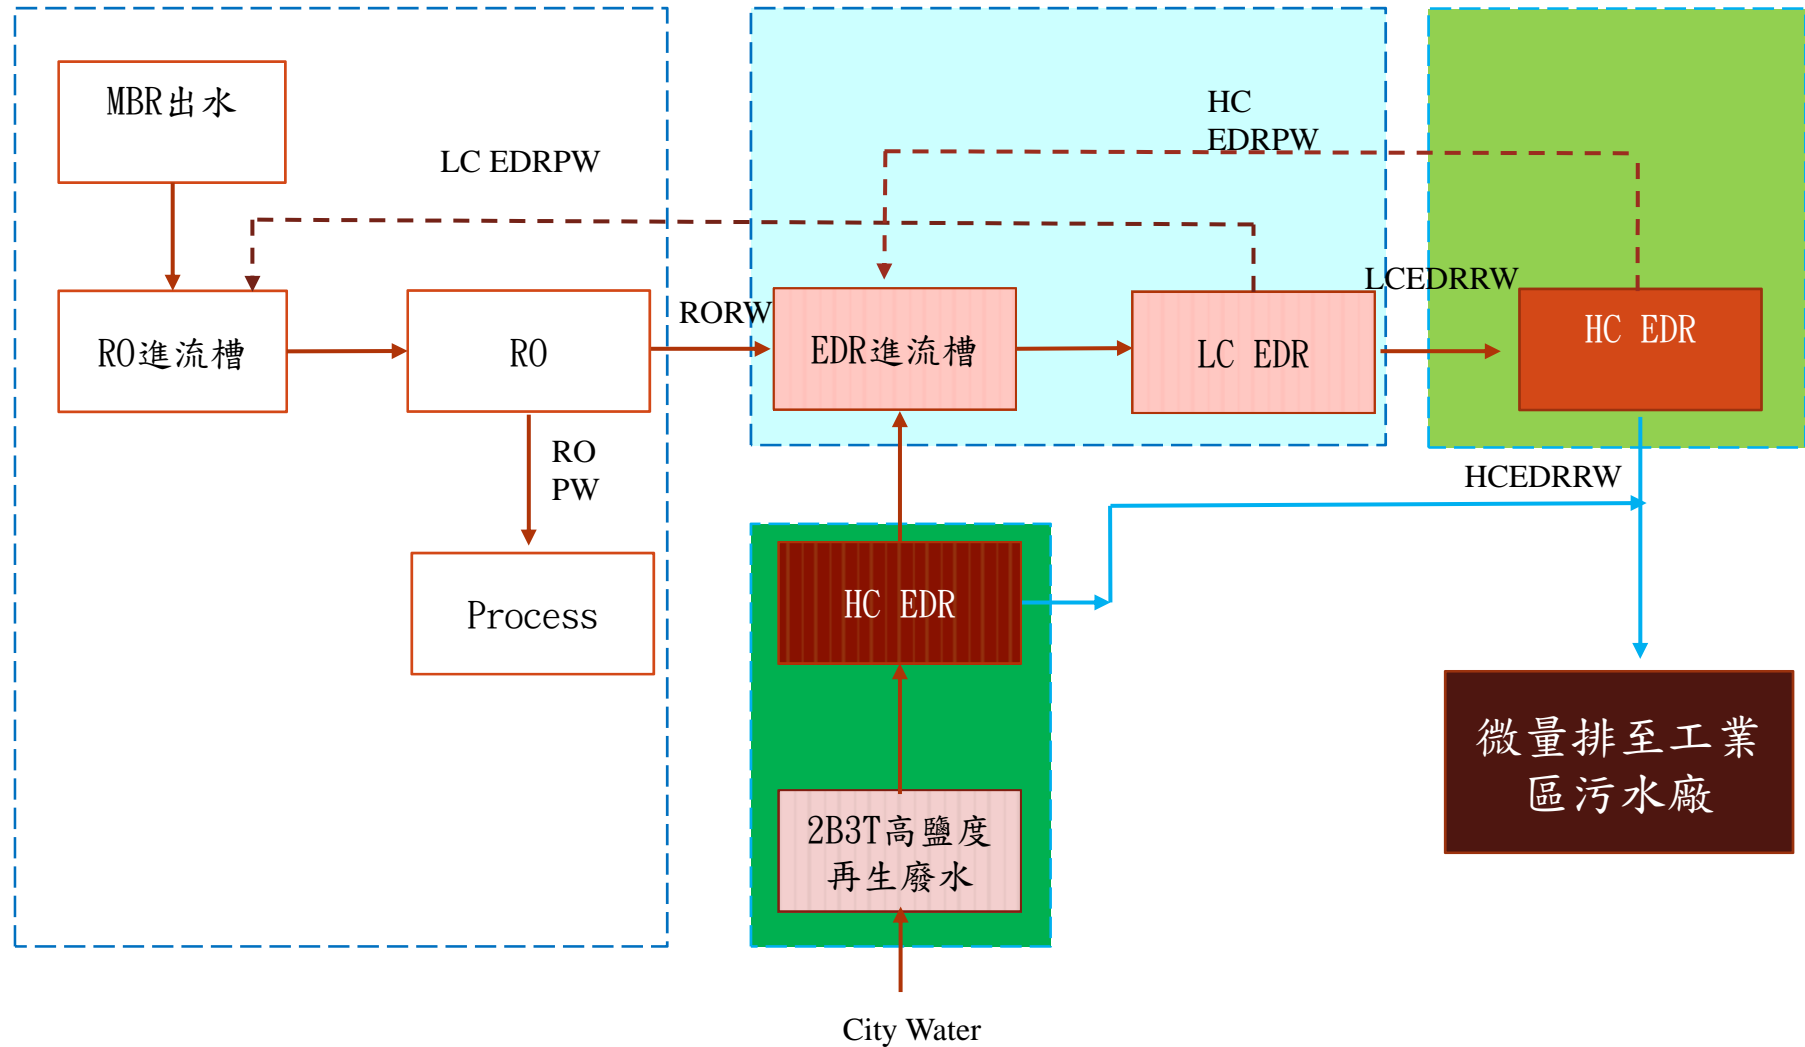 MBR出水
HC
EDRPW
LC EDRPW
LCEDRRW
RORW
RO進流槽
RO
EDR進流槽
LC EDR
HC EDR
RO
PW
HCEDRRW
Process
HC EDR
微量排至工業
區污水廠
2B3T高鹽度
再生廢水
City Water